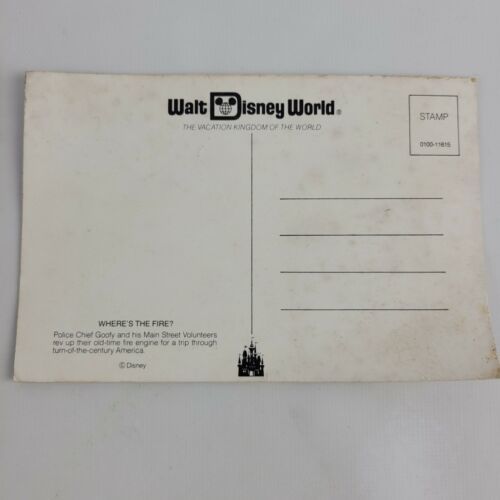 Walt Disney World®
THE VACATION KINGDOM OF THE WORLD
STAMP
0100-11615
WHERE'S THE FIRE?
Police Chief Goofy and his Main Street Volunteers
rev up their old-time fire engine for a trip through
turn-of-the-century America.
© Disney